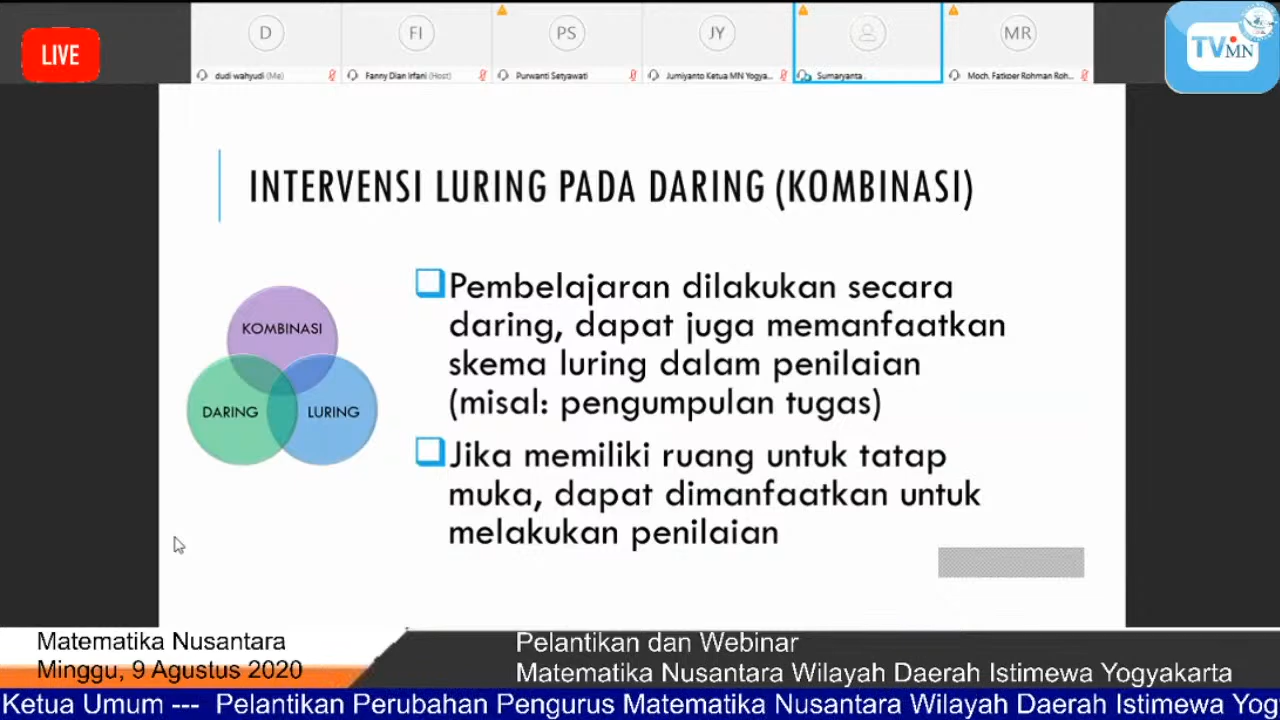 LIVE
D
FI
PS
JY
MR
dudi wahyudi (Me)
Fanny Dian Irfani (Host)
Purwanti Setyawati
Jumiyanto Ketua MN Yogya...
Sumaryanta .
Moch. Fatkoer Rohman Roh...
TVMN
INTERVENSI LURING PADA DARING (KOMBINASI)
KOMBINASI
DARING
LURING
Pembelajaran dilakukan secara
daring, dapat juga memanfaatkan
skema luring dalam penilaian
(misal: pengumpulan tugas)
Jika memiliki ruang untuk tatap
muka, dapat dimanfaatkan untuk
melakukan penilaian
Matematika Nusantara
Minggu, 9 Agustus 2020
Pelantikan dan Webinar
Matematika Nusantara Wilayah Daerah Istimewa Yogyakarta
Ketua Umum --- Pelantikan Perubahan Pengurus Matematika Nusantara Wilayah Daerah Istimewa Yog